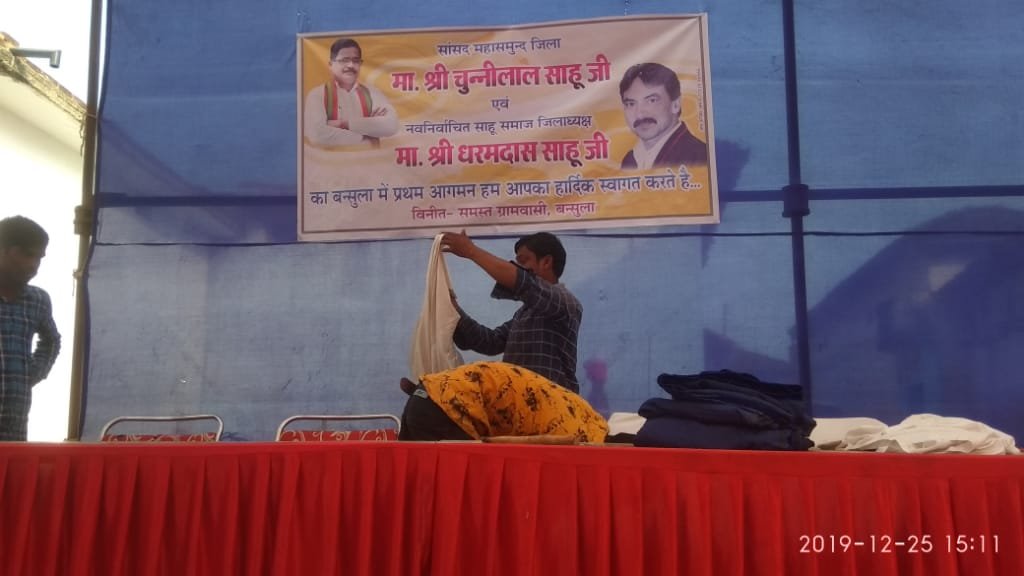 सांसद महासमुन्द जिला
मा. श्री चुन्नीलाल साहू जी
एवं
नवनिर्वाचित साहू समाज जिलाध्यक्ष
मा. श्री धरमदास साहू जी
का बन्सुला में प्रथम आगमन हम आपका हार्दिक स्वागत करते है...
विनीत- समस्त ग्रामवासी, बन्सुला
2019-12-25 15:11